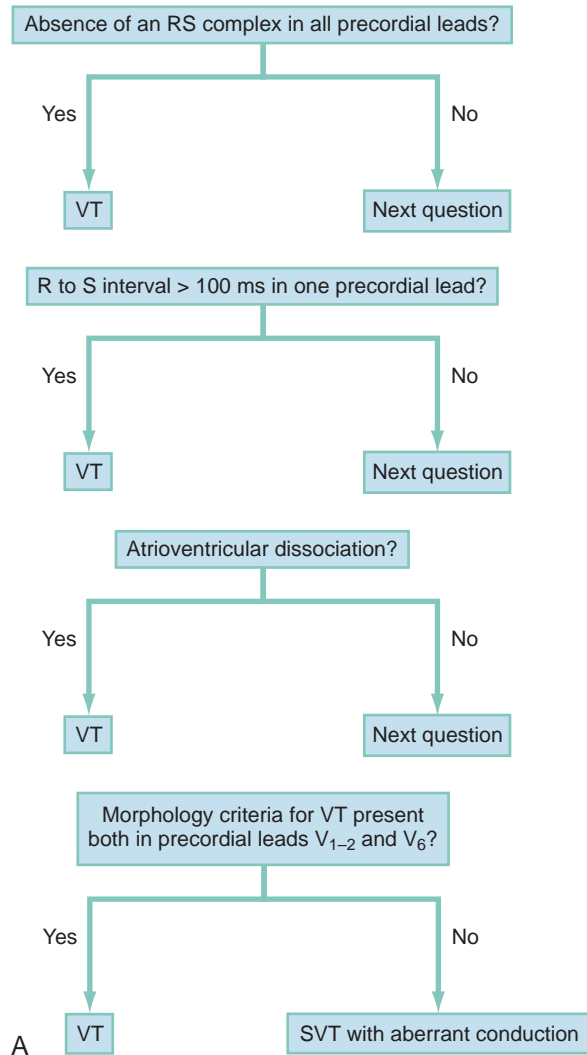 Absence of an RS complex in all precordial leads?
Yes
No
VT
Next question
R to S interval > 100 ms in one precordial lead?
Yes
No
VT
Next question
Atrioventricular dissociation?
Yes
No
VT
Next question
Morphology criteria for VT present
both in precordial leads V₁₋₂ and V₆?
Yes
No
VT
SVT with aberrant conduction
A